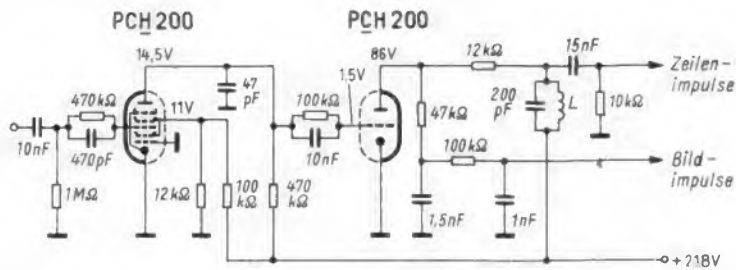 PCH 200
PCH 200
14,5V
86V
12kΩ
15nF
Zeilen-
impulse
470kΩ
11V
47
pF
100kΩ
1,5V
200
pF
L
10kΩ
10nF
470pF
47kΩ
10nF
100kΩ
Bild-
impulse
1MΩ
12kΩ
100
kΩ
470
kΩ
1,5nF
1nF
+218V